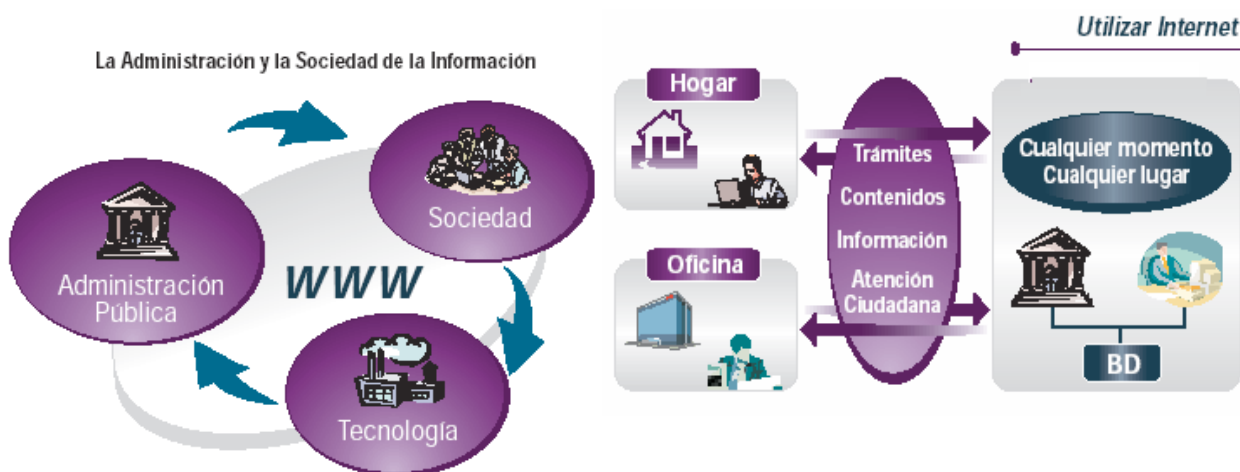 La Administración y la Sociedad de la Información
Sociedad
Administración
Pública
WWW
Tecnología
Utilizar Internet
Hogar
Oficina
Trámites
Contenidos
Información
Atención
Ciudadana
Cualquier momento
Cualquier lugar
BD